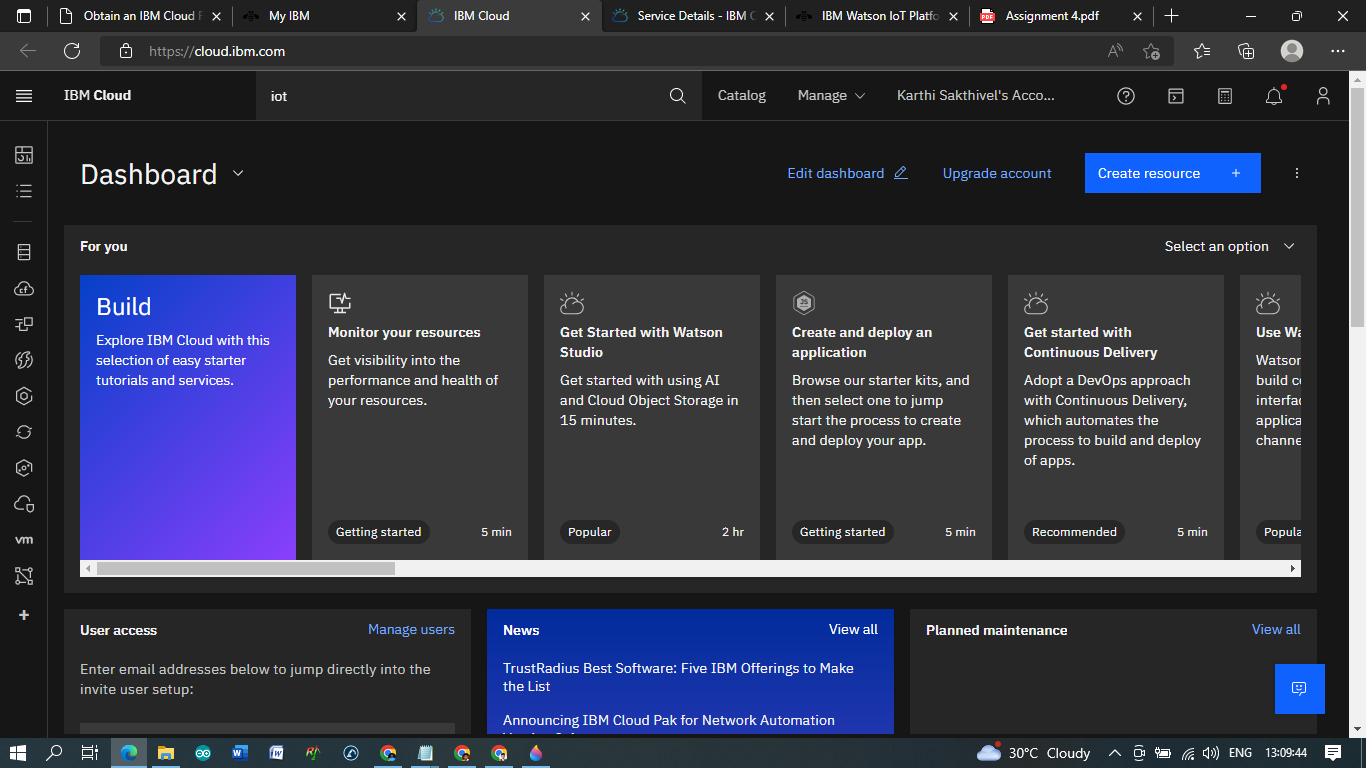 Obtain an IBM Cloud F
My IBM
IBM Cloud
Service Details - IBM C
IBM Watson IoT Platfo
Assignment 4.pdf
https://cloud.ibm.com
IBM Cloud
iot
Catalog
Manage
Karthi Sakthivel's Acco...
Dashboard
Edit dashboard
Upgrade account
Create resource +
For you
Select an option
Build
Explore IBM Cloud with this
selection of easy starter
tutorials and services.
Monitor your resources
Get visibility into the
performance and health of
your resources.
Getting started
5 min
Get Started with Watson
Studio
Get started with using AI
and Cloud Object Storage in
15 minutes.
Popular
2 hr
JS
Create and deploy an
application
Browse our starter kits, and
then select one to jump
start the process to create
and deploy your app.
Getting started
5 min
Get started with
Continuous Delivery
Adopt a DevOps approach
with Continuous Delivery,
which automates the
process to build and deploy
of apps.
Recommended
5 min
Use Wa
Watson
build co
interfac
applica
channe
Popula
cf
vm
User access
Manage users
Enter email addresses below to jump directly into the
invite user setup:
News
View all
TrustRadius Best Software: Five IBM Offerings to Make
the List
Announcing IBM Cloud Pak for Network Automation
Planned maintenance
View all
30°C Cloudy
ENG
13:09:44